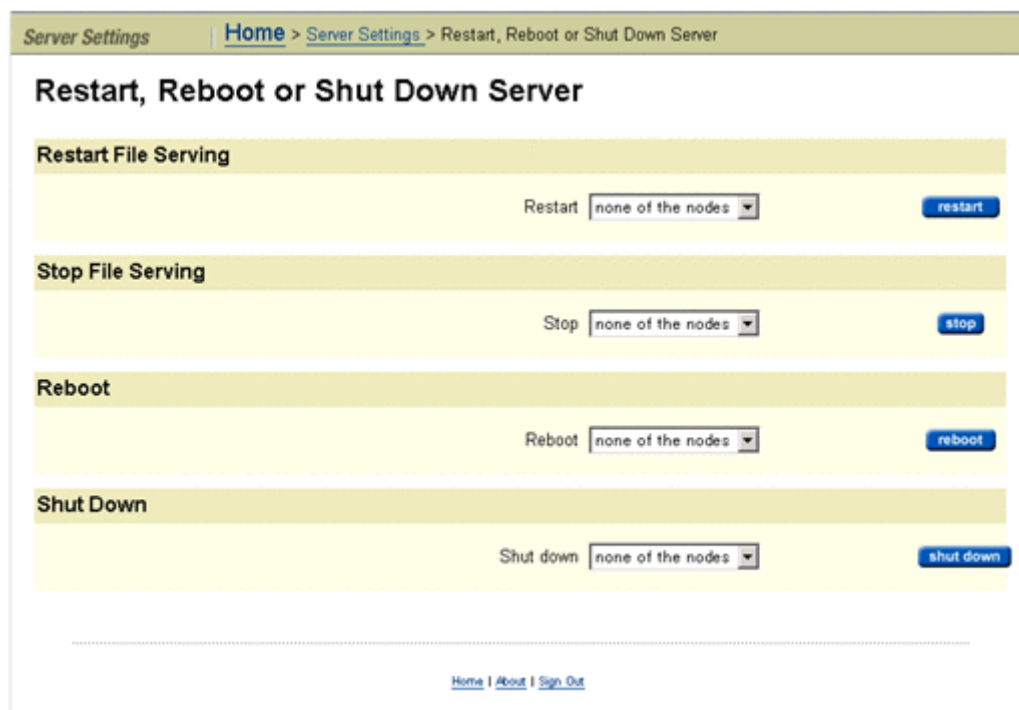 Server Settings | Home > Server Settings > Restart, Reboot or Shut Down Server
Restart, Reboot or Shut Down Server
Restart File Serving
Restart none of the nodes restart
Stop File Serving
Stop none of the nodes stop
Reboot
Reboot none of the nodes reboot
Shut Down
Shut down none of the nodes shut down
Home | About | Sign Out